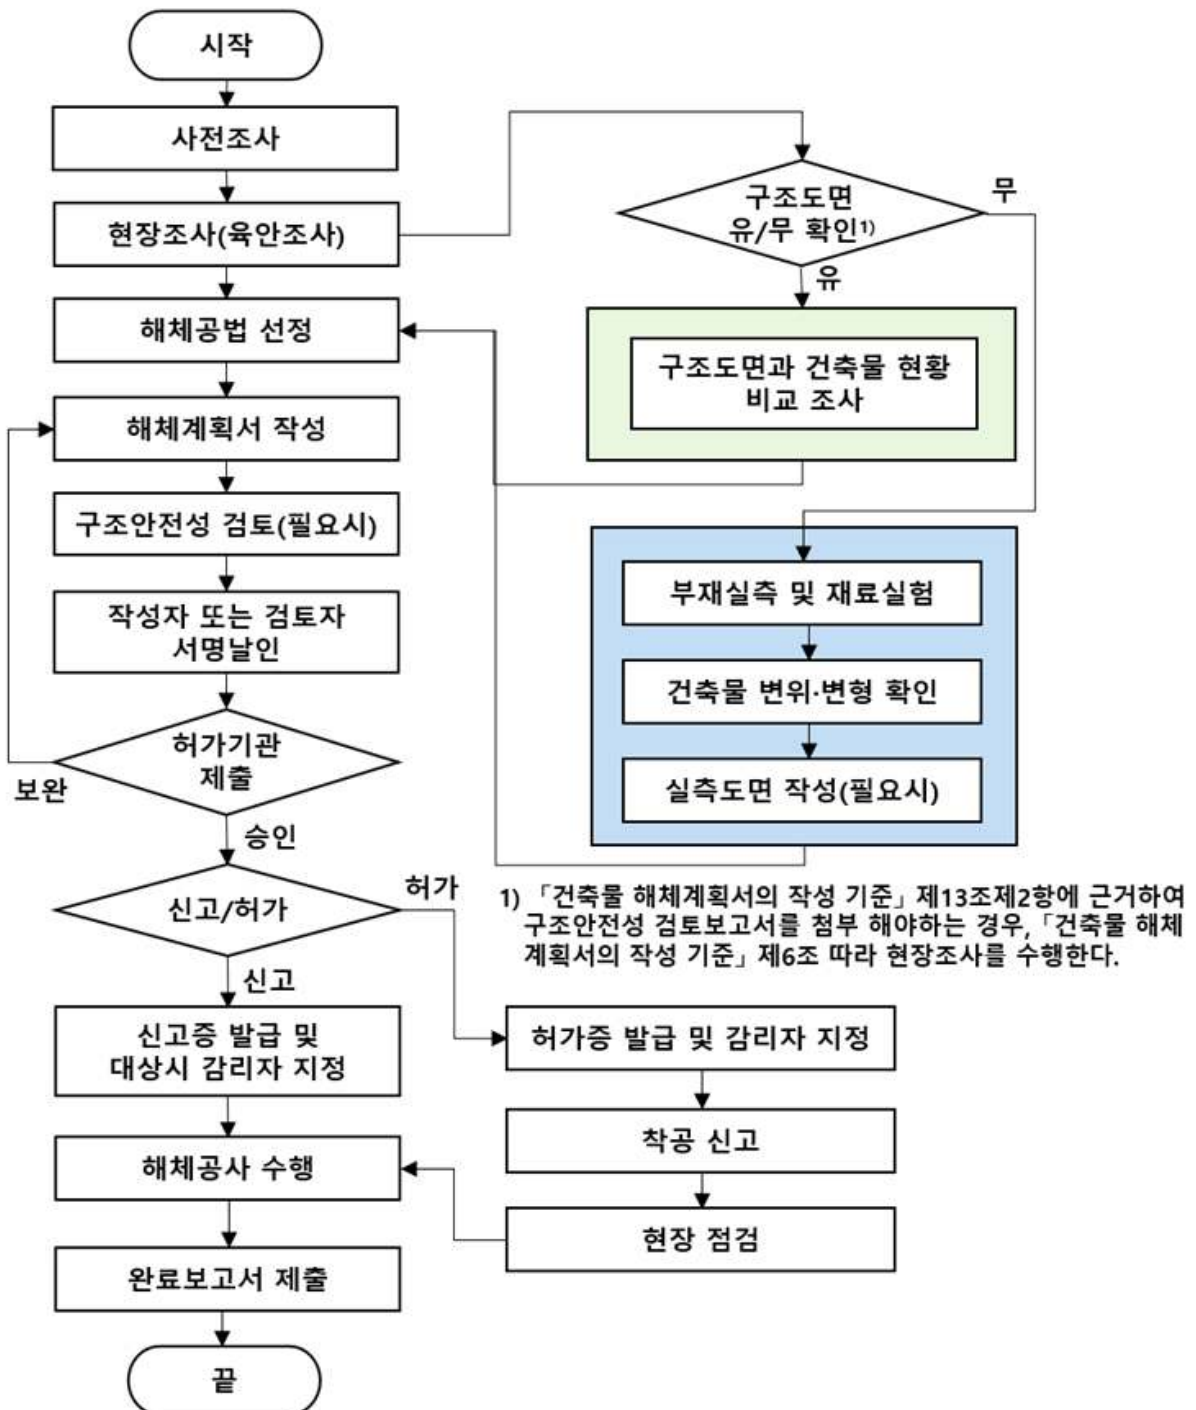 시작
사전조사
현장조사(육안조사)
해체공법 선정
해체계획서 작성
구조안전성 검토(필요시)
작성자 또는 검토자
서명날인
허가기관
제출
보완
승인
신고/허가
허가
신고
신고증 발급 및
대상시 감리자 지정
해체공사 수행
완료보고서 제출
끝
구조도면
유/무 확인1)
무
유
구조도면과 건축물 현황
비교 조사
부재실측 및 재료실험
건축물 변위·변형 확인
실측도면 작성(필요시)
1) 「건축물 해체계획서의 작성 기준」 제13조제2항에 근거하여
구조안전성 검토보고서를 첨부 해야하는 경우, 「건축물 해체
계획서의 작성 기준」 제6조 따라 현장조사를 수행한다.
허가증 발급 및 감리자 지정
착공 신고
현장 점검